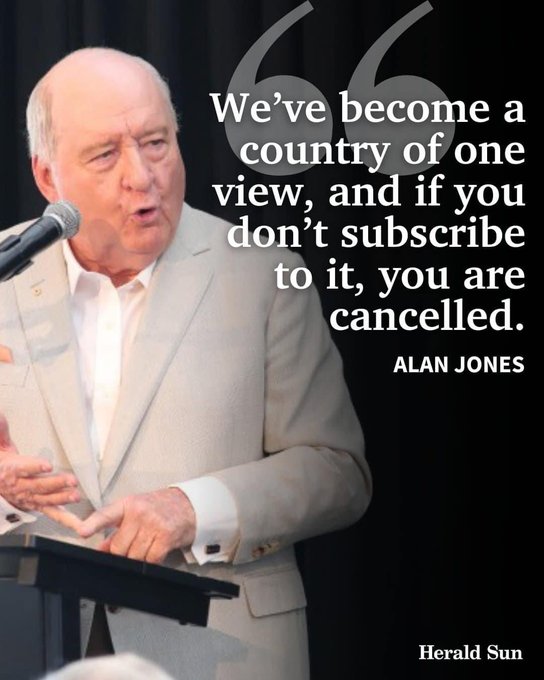 We’ve become a
country of one
view, and if you
don’t subscribe
to it, you are
cancelled.
ALAN JONES
Herald Sun